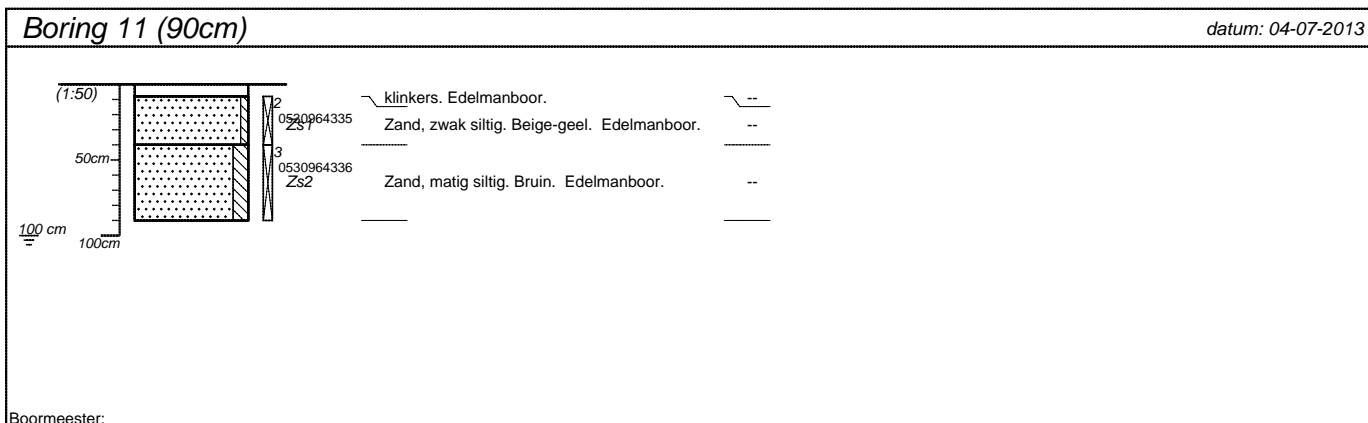 Boring 11 (90cm) datum: 04-07-2013
(1:50) 2 klinkers. Edelmanboor. --
0530964335
Zs1 Zand, zwak siltig. Beige-geel. Edelmanboor. --
50cm 3
0530964336
Zs2 Zand, matig siltig. Bruin. Edelmanboor. --
100 cm
100cm
Boormeester: